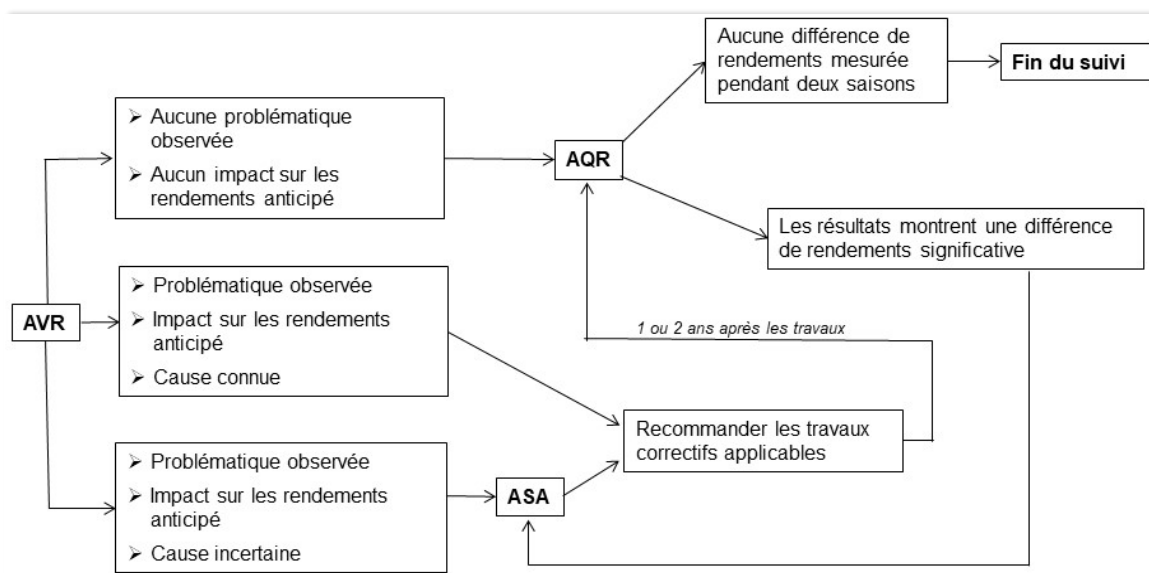 Aucune différence de
rendements mesurée
pendant deux saisons
Fin du suivi
➢ Aucune problématique
observée
➢ Aucun impact sur les
rendements anticipé
AQR
Les résultats montrent une différence
de rendements significative
AVR
➢ Problématique observée
➢ Impact sur les rendements
anticipé
➢ Cause connue
1 ou 2 ans après les travaux
Recommander les travaux
correctifs applicables
➢ Problématique observée
➢ Impact sur les rendements
anticipé
➢ Cause incertaine
ASA